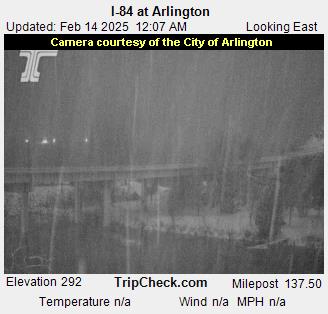 I-84 at Arlington
Updated: Feb 14 2025 12:07 AM Looking East
Camera courtesy of the City of Arlington
Elevation 292 TripCheck.com Milepost 137.50
Temperature n/a Wind n/a MPH n/a